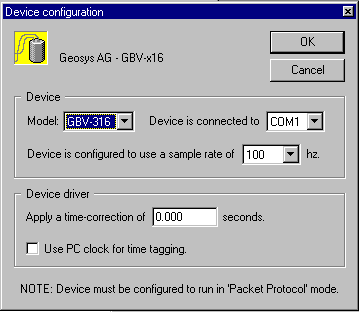 Device configuration
Geosys AG - GBV-x16
OK
Cancel
Device
Model: GBV-316 Device is connected to COM1
Device is configured to use a sample rate of 100 hz.
Device driver
Apply a time-correction of 0.000 seconds.
Use PC clock for time tagging.
NOTE: Device must be configured to run in 'Packet Protocol' mode.